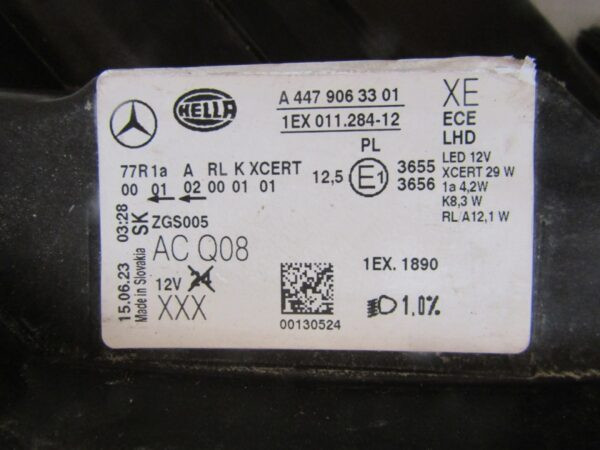 HELLA
A 447 906 33 01
1EX 011.284-12
XE
ECE
LHD
LED 12V
XCERT 29 W
1a 4,2W
K8,3 W
RL/A12,1 W
77R 1a A RL K XCERT
00 01 02 00 01 01
PL
12,5 E1 3655
3656
ZGS005
AC Q08
12V
XXX
15.06.23 03:28
Made in Slovakia SK
00130524
1EX. 1890
1,0%